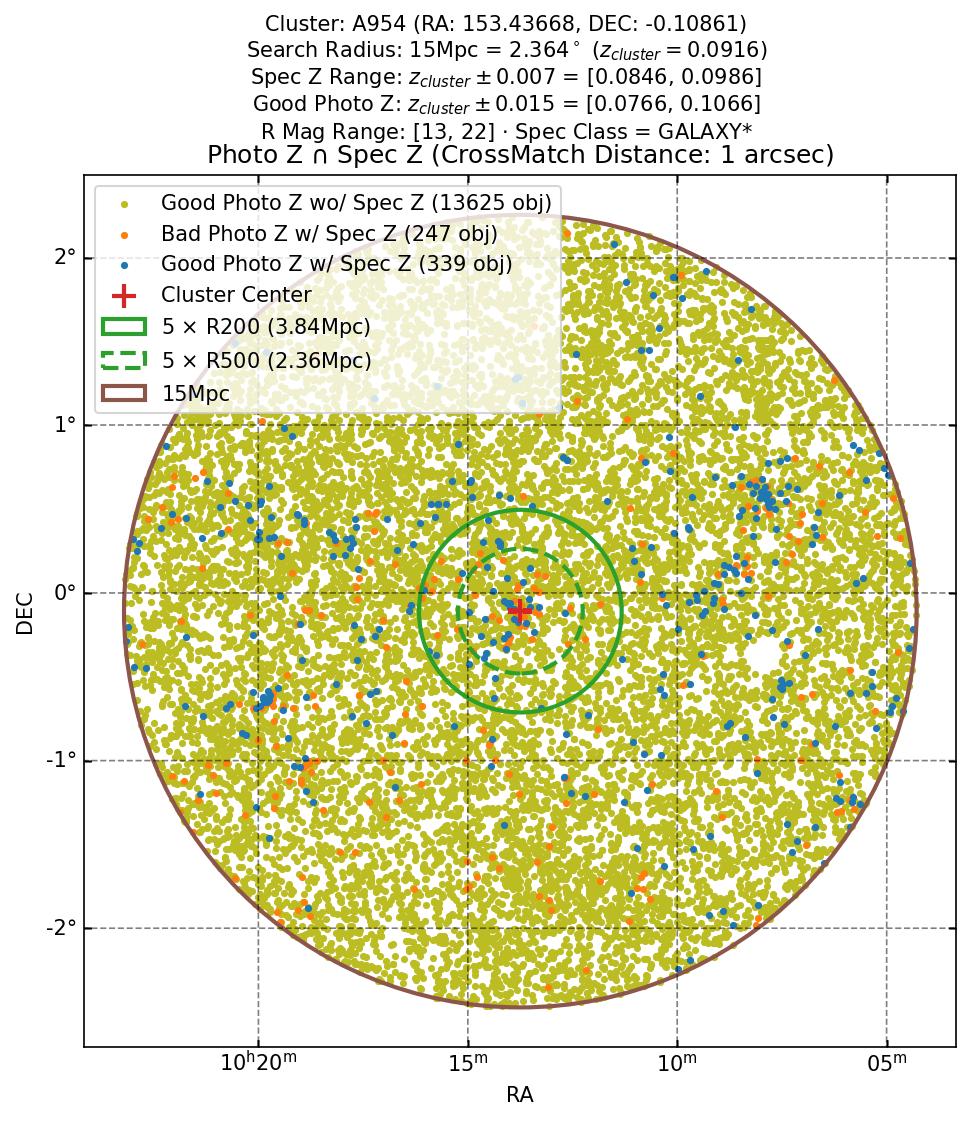 Cluster: A954 (RA: 153.43668, DEC: -0.10861)
Search Radius: 15Mpc = 2.364° (z_cluster = 0.0916)
Spec Z Range: z_cluster ± 0.007 = [0.0846, 0.0986]
Good Photo Z: z_cluster ± 0.015 = [0.0766, 0.1066]
R Mag Range: [13, 22] · Spec Class = GALAXY*
Photo Z ∩ Spec Z (CrossMatch Distance: 1 arcsec)
Good Photo Z wo/ Spec Z (13625 obj)
Bad Photo Z w/ Spec Z (247 obj)
Good Photo Z w/ Spec Z (339 obj)
Cluster Center
5 × R200 (3.84Mpc)
5 × R500 (2.36Mpc)
15Mpc
2°
1°
0°
-1°
-2°
DEC
10ʰ20ᵐ 15ᵐ 10ᵐ 05ᵐ
RA